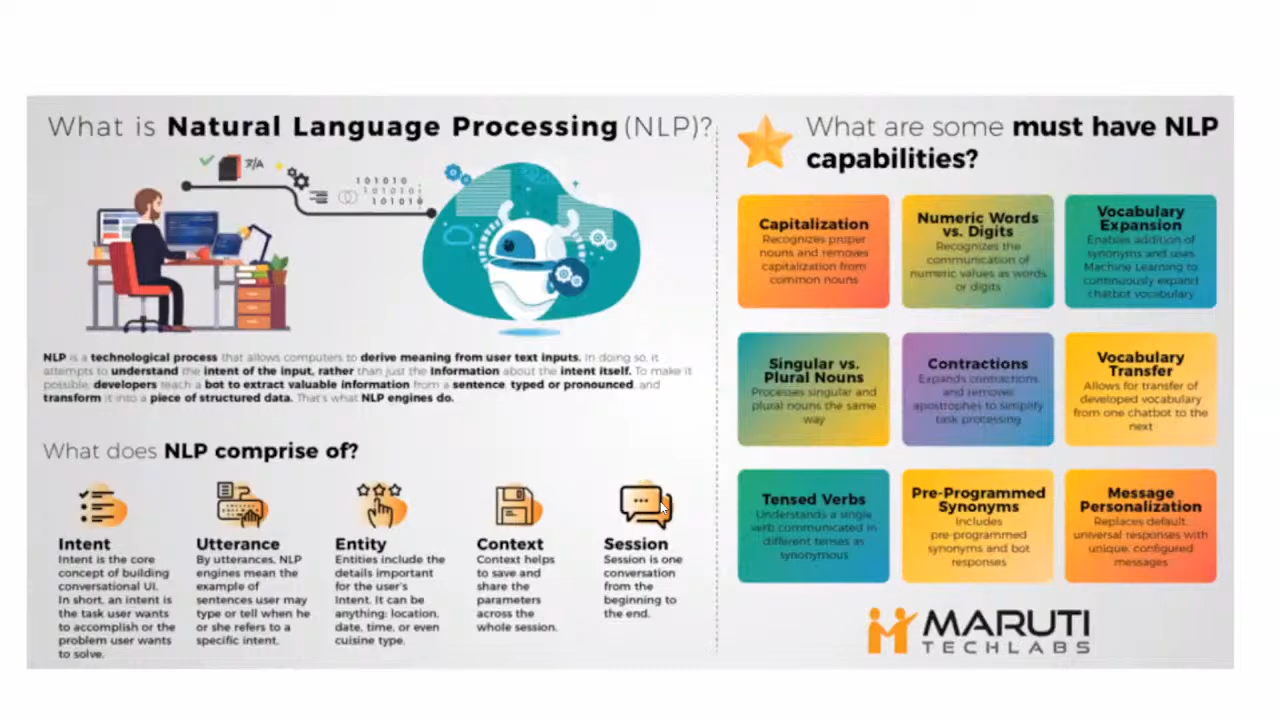 What is Natural Language Processing (NLP)?
101010
101010
101010
NLP is a technological process that allows computers to derive meaning from user text inputs. In doing so, it
attempts to understand the intent of the input, rather than just the information about the intent itself. To make it
possible, developers teach a bot to extract valuable information from a sentence, typed or pronounced, and
transform it into a piece of structured data. That's what NLP engines do.
What does NLP comprise of?
Intent
Intent is the core
concept of building
conversational UI.
In short, an intent is
the task user wants
to accomplish or the
problem user wants
to solve.
Utterance
By utterances, NLP
engines mean the
example of
sentences user may
type or tell when he
or she refers to a
specific intent.
Entity
Entities include the
details important
for the user's
Intent. It can be
anything: location,
date, time, or even
cuisine type.
Context
Context helps
to save and
share the
parameters
across the
whole session.
Session
Session is one
conversation
from the
beginning to
the end.
What are some must have NLP
capabilities?
Capitalization
Recognizes proper
nouns and removes
capitalization from
common nouns
Numeric Words
vs. Digits
Recognizes the
communication of
numeric values as words
or digits
Vocabulary
Expansion
Enables addition of
synonyms and uses
Machine Learning to
continuously expand
chatbot vocabulary
Singular vs.
Plural Nouns
Processes singular and
plural nouns the same
way
Contractions
Expands contractions
and removes
apostrophes to simplify
task processing
Vocabulary
Transfer
Allows for transfer of
developed vocabulary
from one chatbot to the
next
Tensed Verbs
Understands a single
verb communicated in
different tenses as
synonymous
Pre-Programmed
Synonyms
Includes
pre-programmed
synonyms and bot
responses
Message
Personalization
Replaces default,
universal responses with
unique, configured
messages
MARUTI
TECHLABS